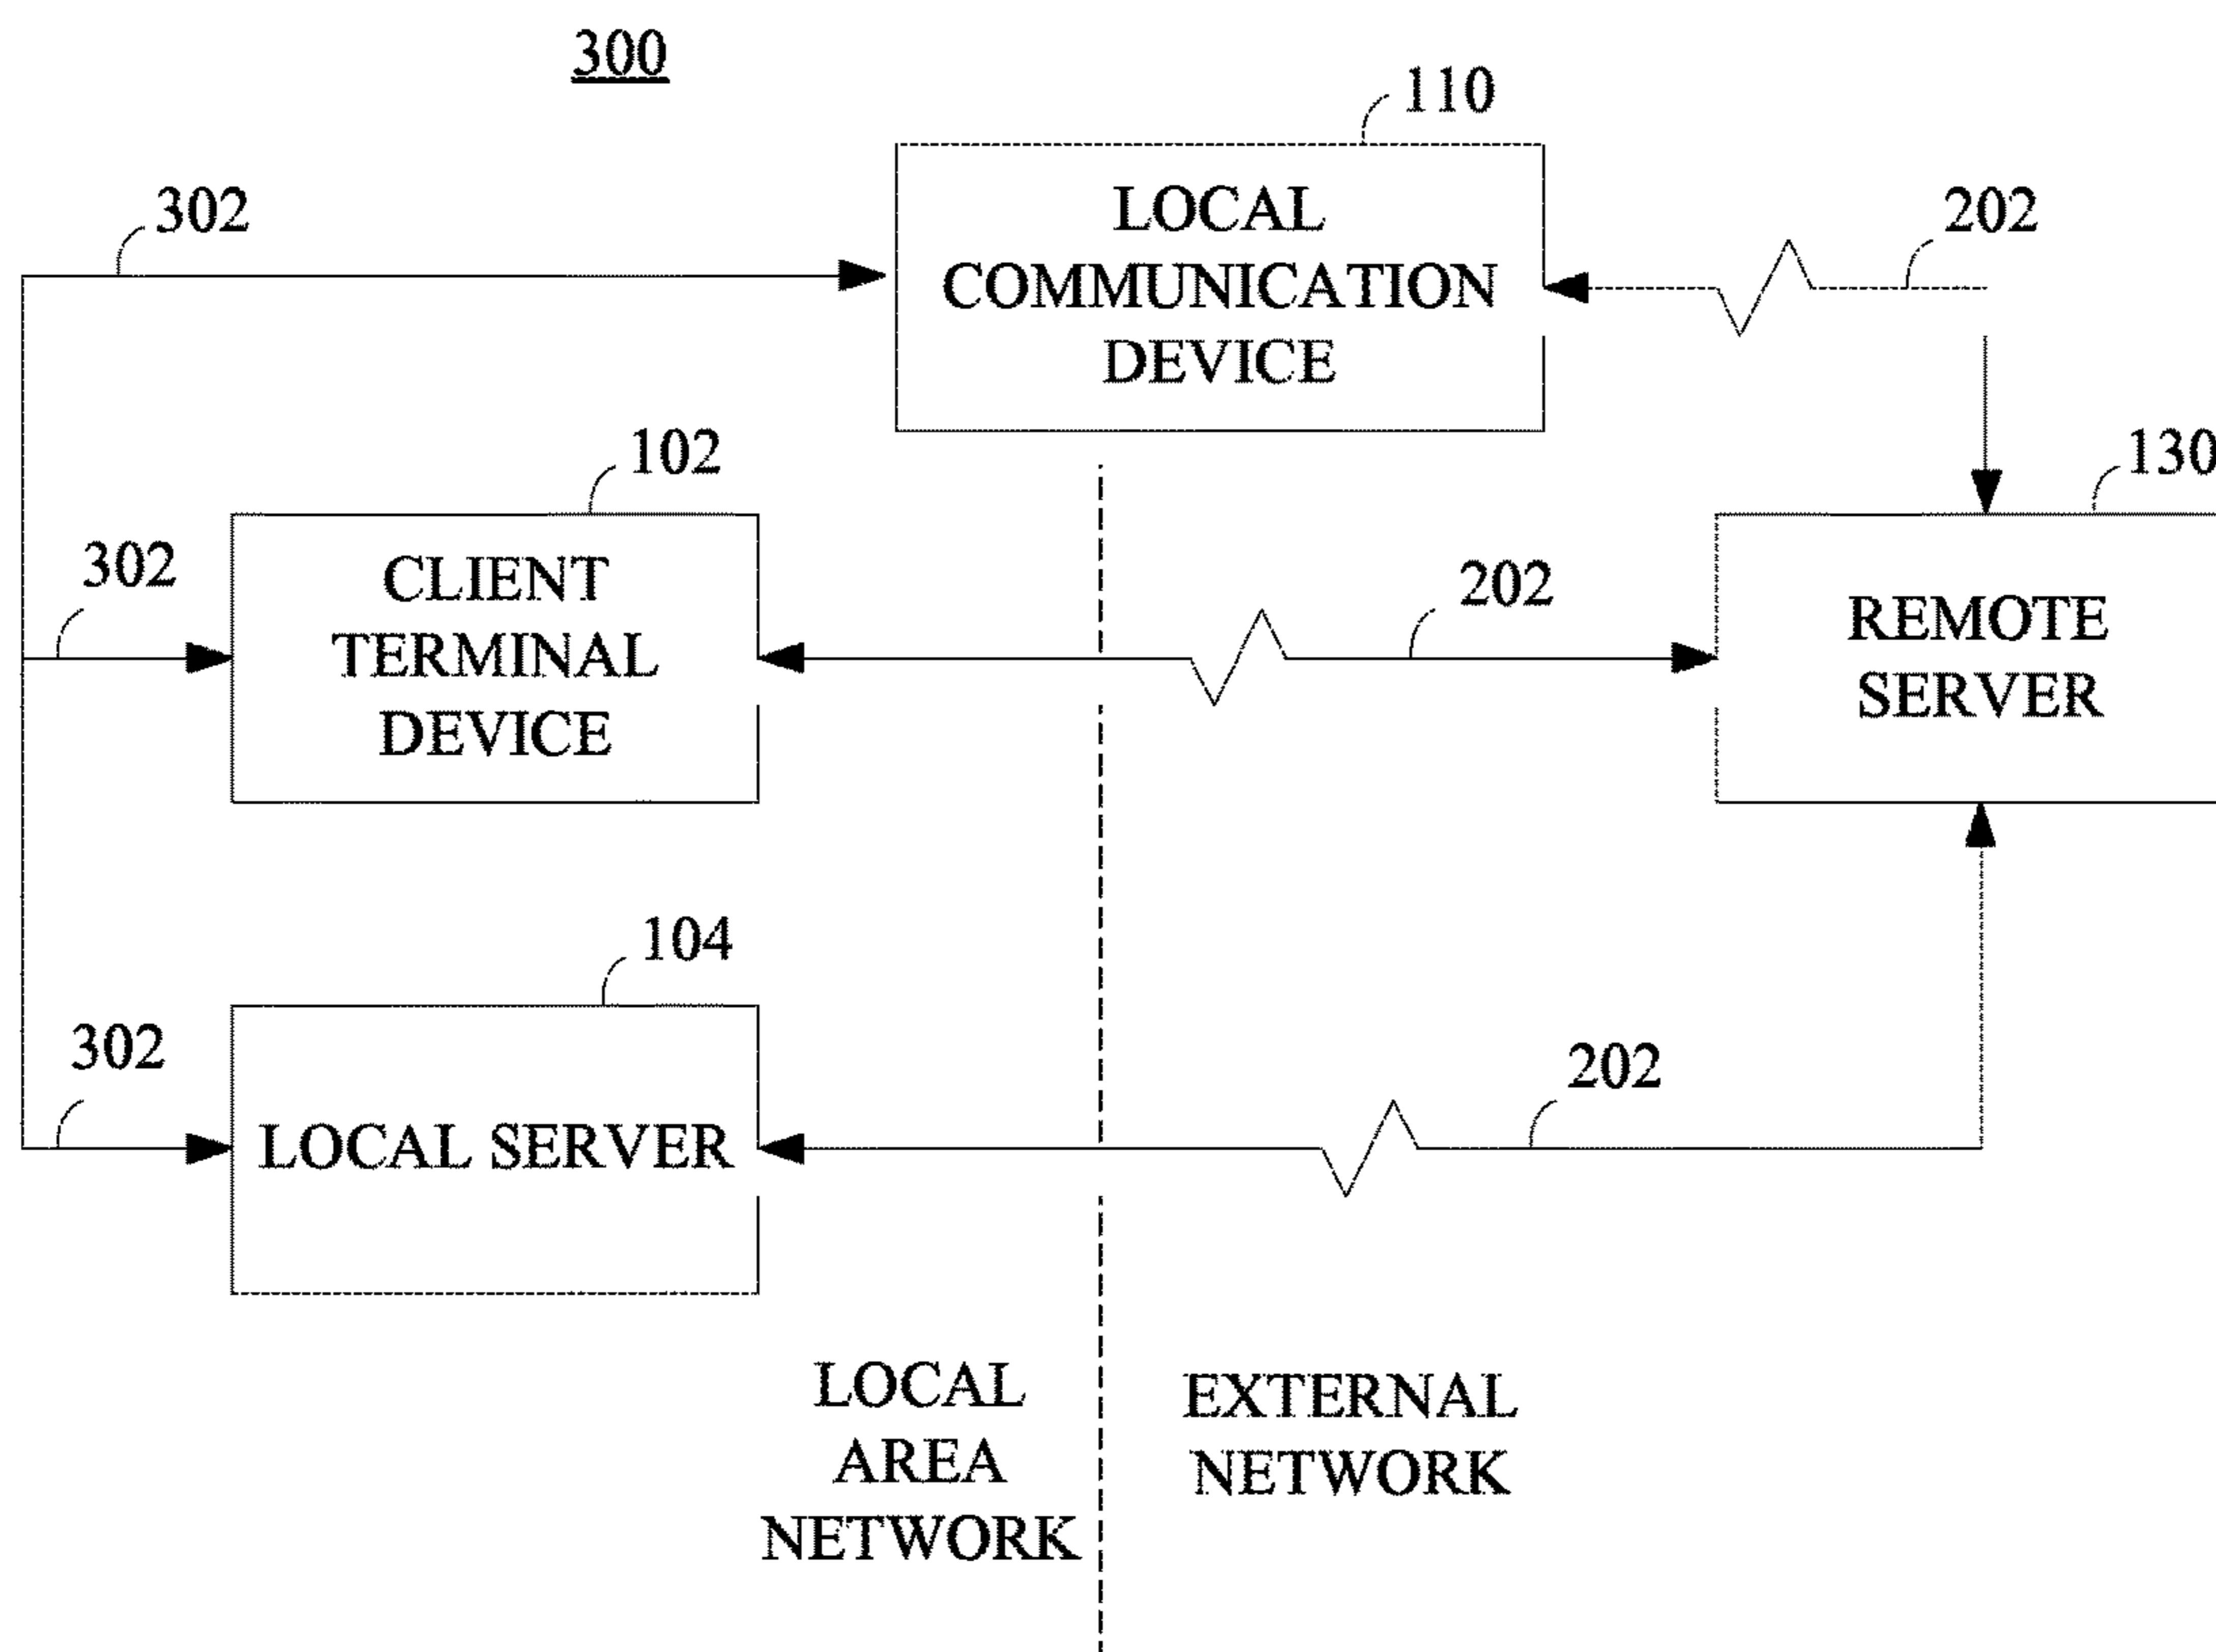 300
110
302
LOCAL
COMMUNICATION
DEVICE
202
102
130
302
CLIENT
TERMINAL
DEVICE
202
REMOTE
SERVER
104
302
LOCAL SERVER
202
LOCAL
AREA
NETWORK
EXTERNAL
NETWORK